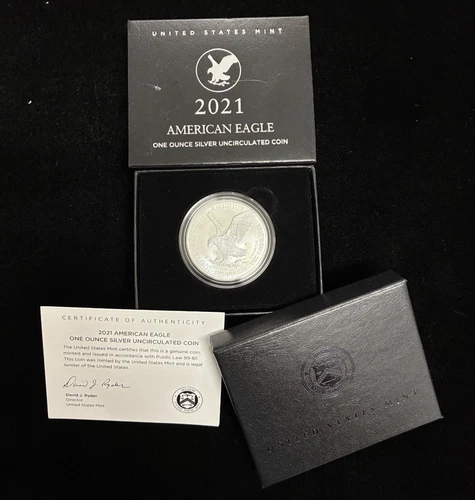 UNITED STATES MINT
2021
AMERICAN EAGLE
ONE OUNCE SILVER UNCIRCULATED COIN
CERTIFICATE OF AUTHENTICITY
2021 AMERICAN EAGLE
ONE OUNCE SILVER UNCIRCULATED COIN
The United States Mint certifies that this is a genuine coin,
minted and issued in accordance with Public Law 99-61.
This coin was minted by the United States Mint and is legal
tender of the United States.
David J. Ryder
David J. Ryder
Director
United States Mint
UNITED STATES MINT